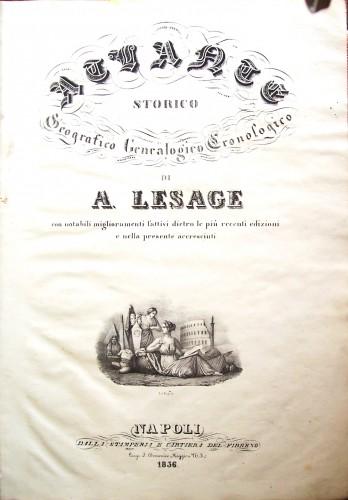 ATLANTE
STORICO
Geografico Genealogico Cronologico
DI
A. LESAGE
con notabili miglioramenti fattivi dietro le più recenti edizioni
e nella presente accresciuti
NAPOLI
DALLA STAMPERIA E CARTIERA DEL FIBRENO
1836